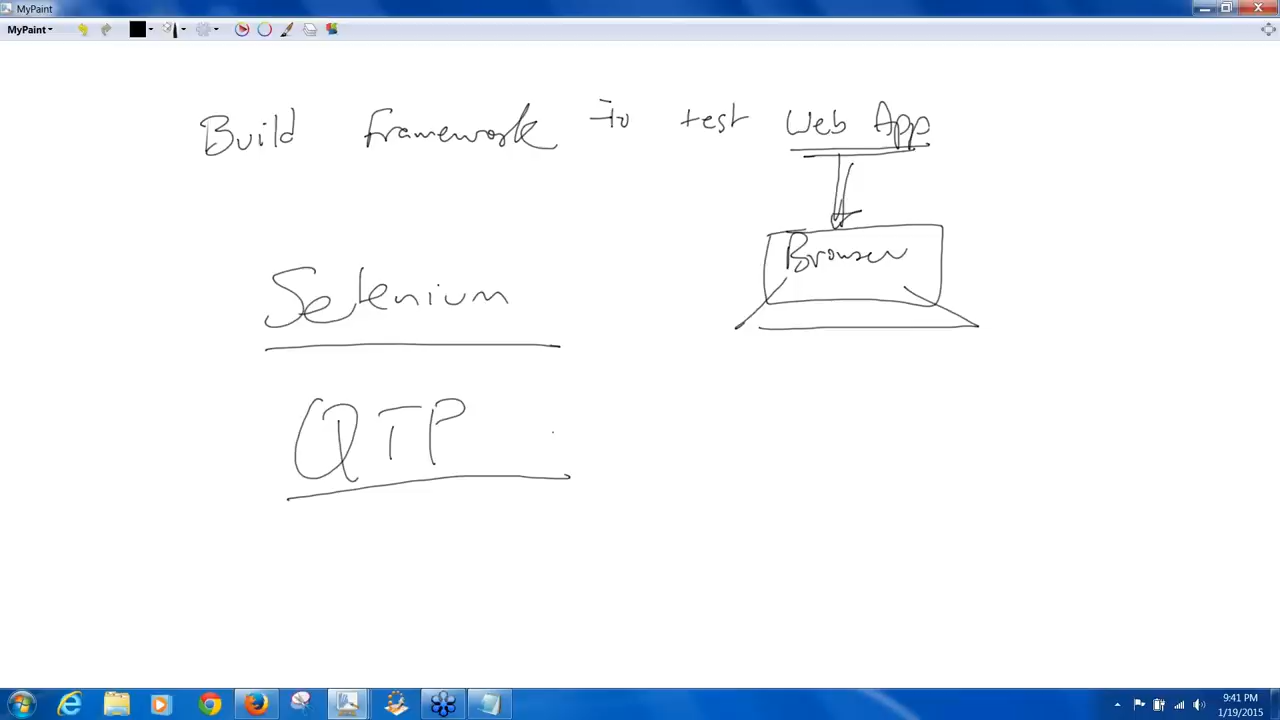 MyPaint
MyPaint
Build Framework to test Web App
Browser
Selenium
QTP
9:41 PM
1/19/2015